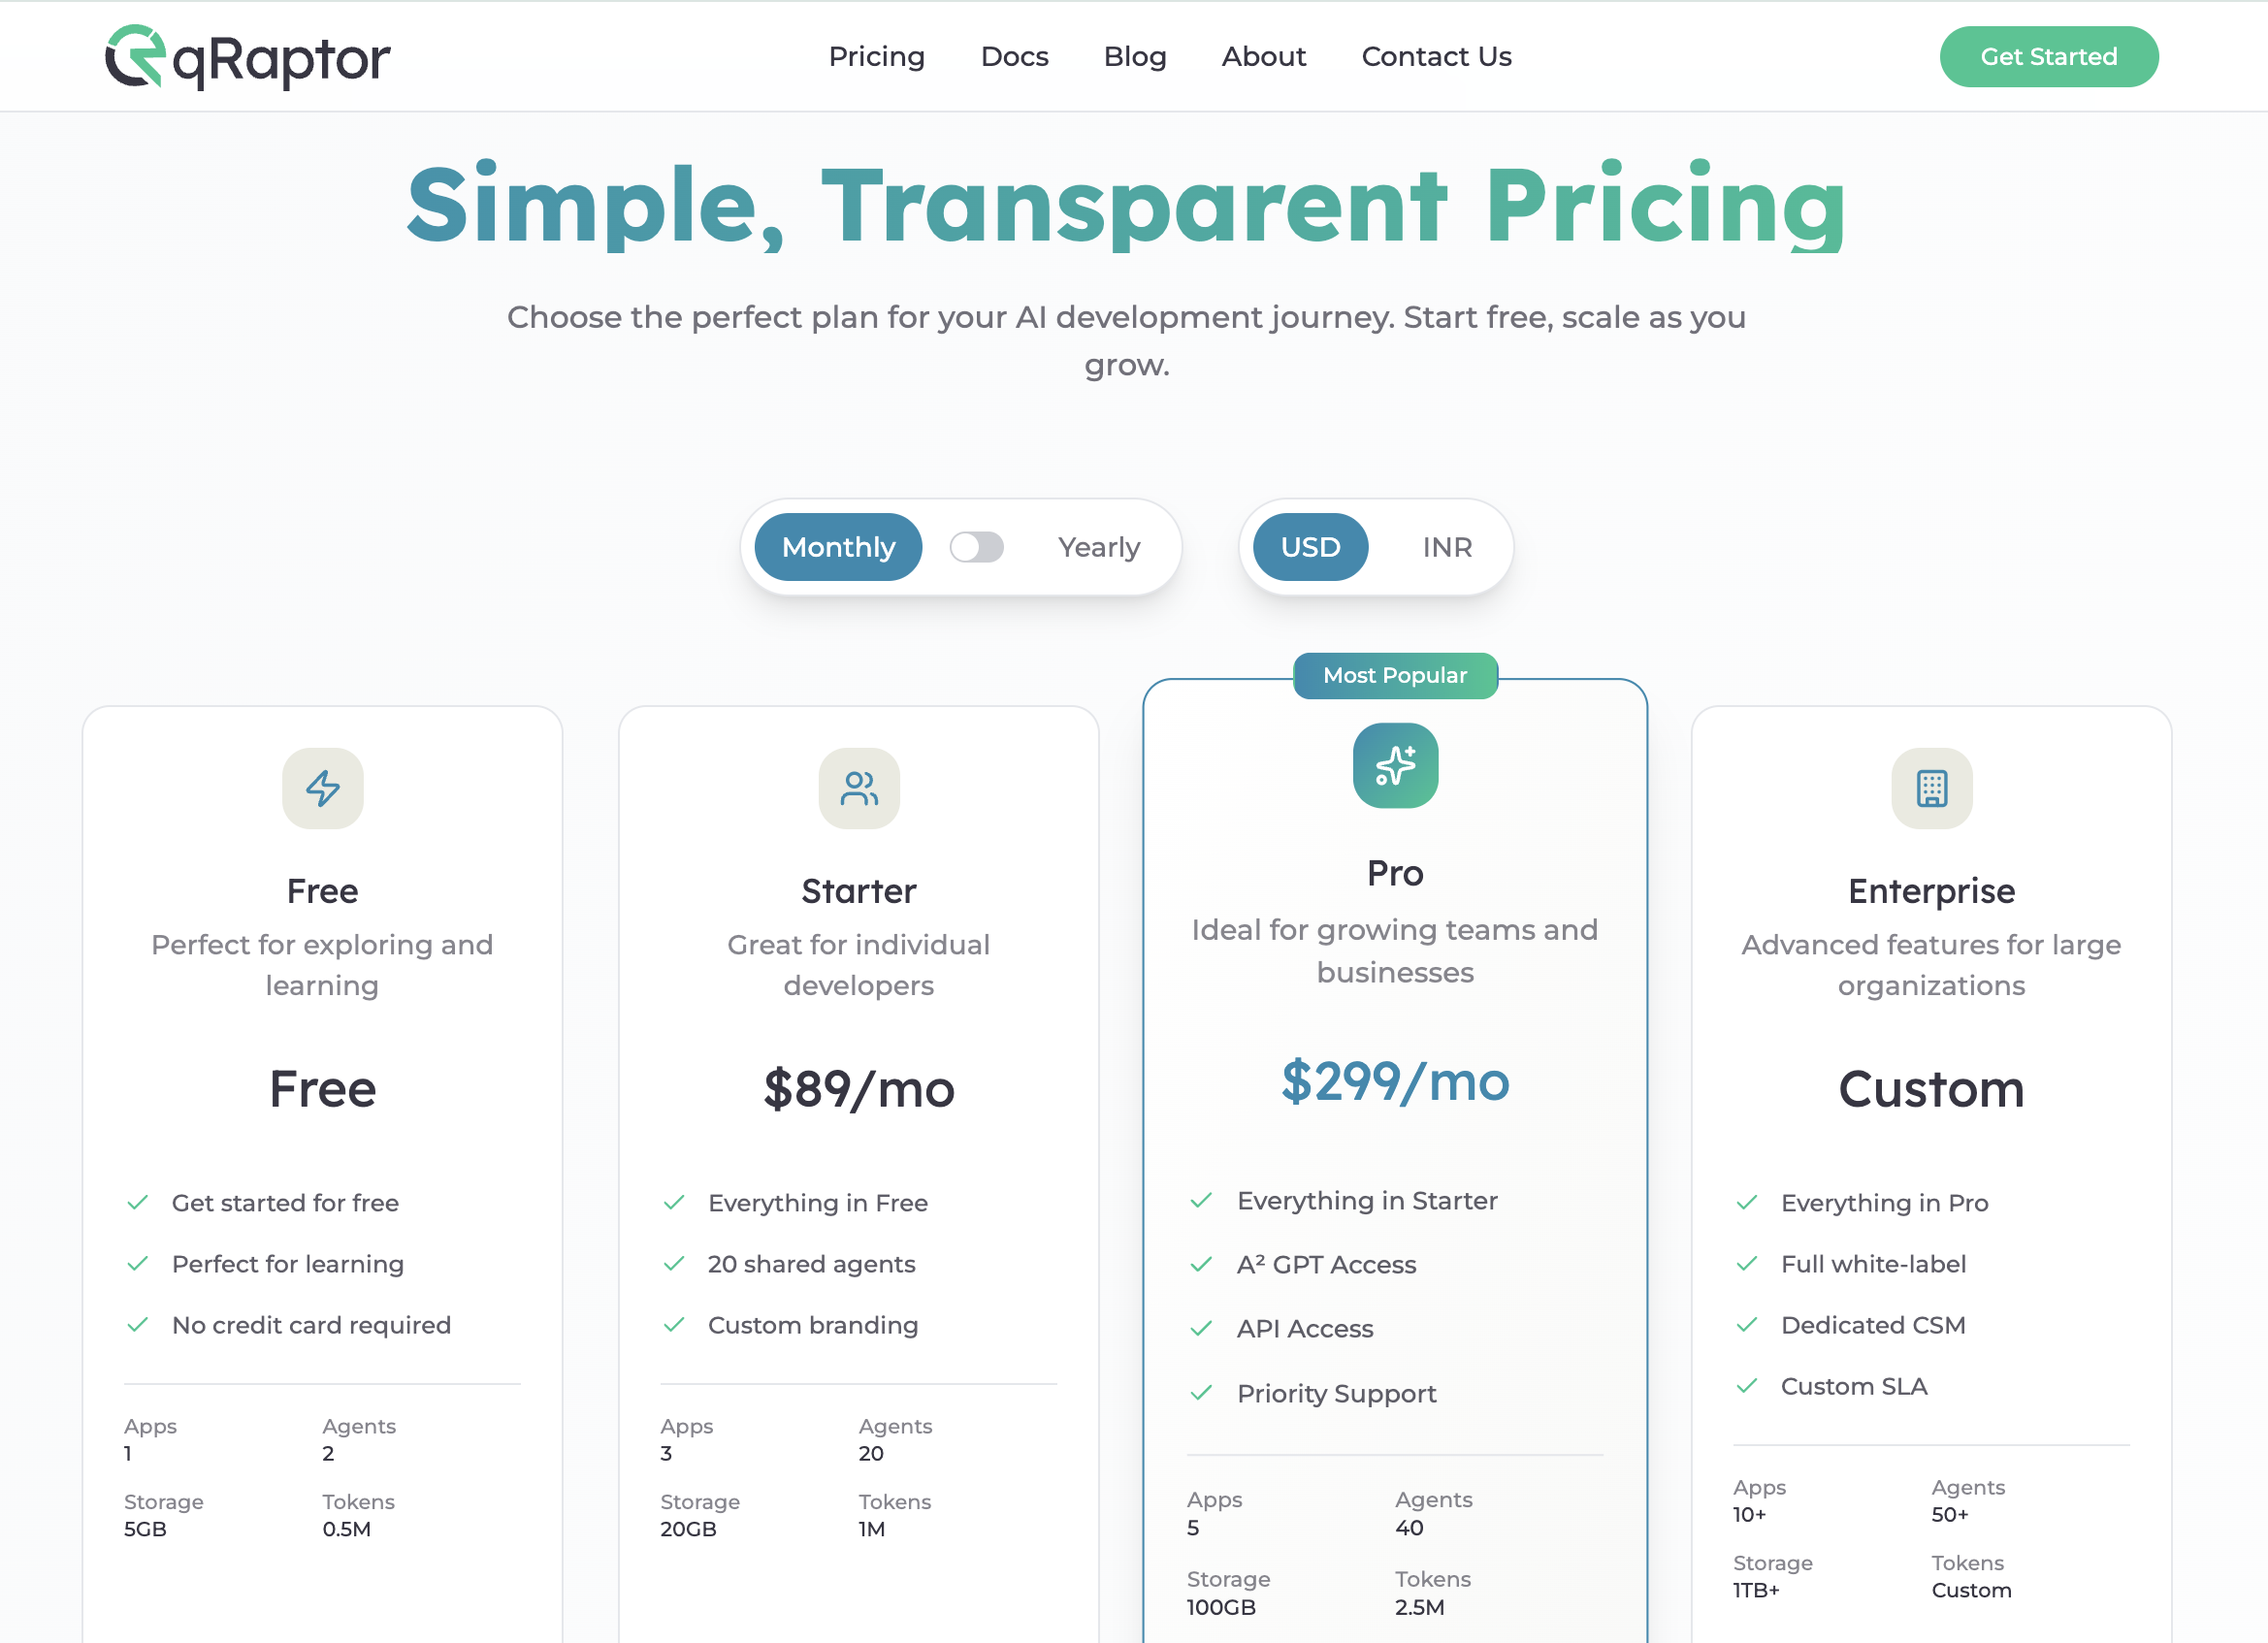 qRaptor
Pricing
Docs
Blog
About
Contact Us
Get Started
Simple, Transparent Pricing
Choose the perfect plan for your AI development journey. Start free, scale as you
grow.
Monthly
Yearly
USD
INR
Free
Perfect for exploring and
learning
Free
Get started for free
Perfect for learning
No credit card required
Apps
1
Agents
2
Storage
5GB
Tokens
0.5M
Starter
Great for individual
developers
$89/mo
Everything in Free
20 shared agents
Custom branding
Apps
3
Agents
20
Storage
20GB
Tokens
1M
Most Popular
Pro
Ideal for growing teams and
businesses
$299/mo
Everything in Starter
A² GPT Access
API Access
Priority Support
Apps
5
Agents
40
Storage
100GB
Tokens
2.5M
Enterprise
Advanced features for large
organizations
Custom
Everything in Pro
Full white-label
Dedicated CSM
Custom SLA
Apps
10+
Agents
50+
Storage
1TB+
Tokens
Custom